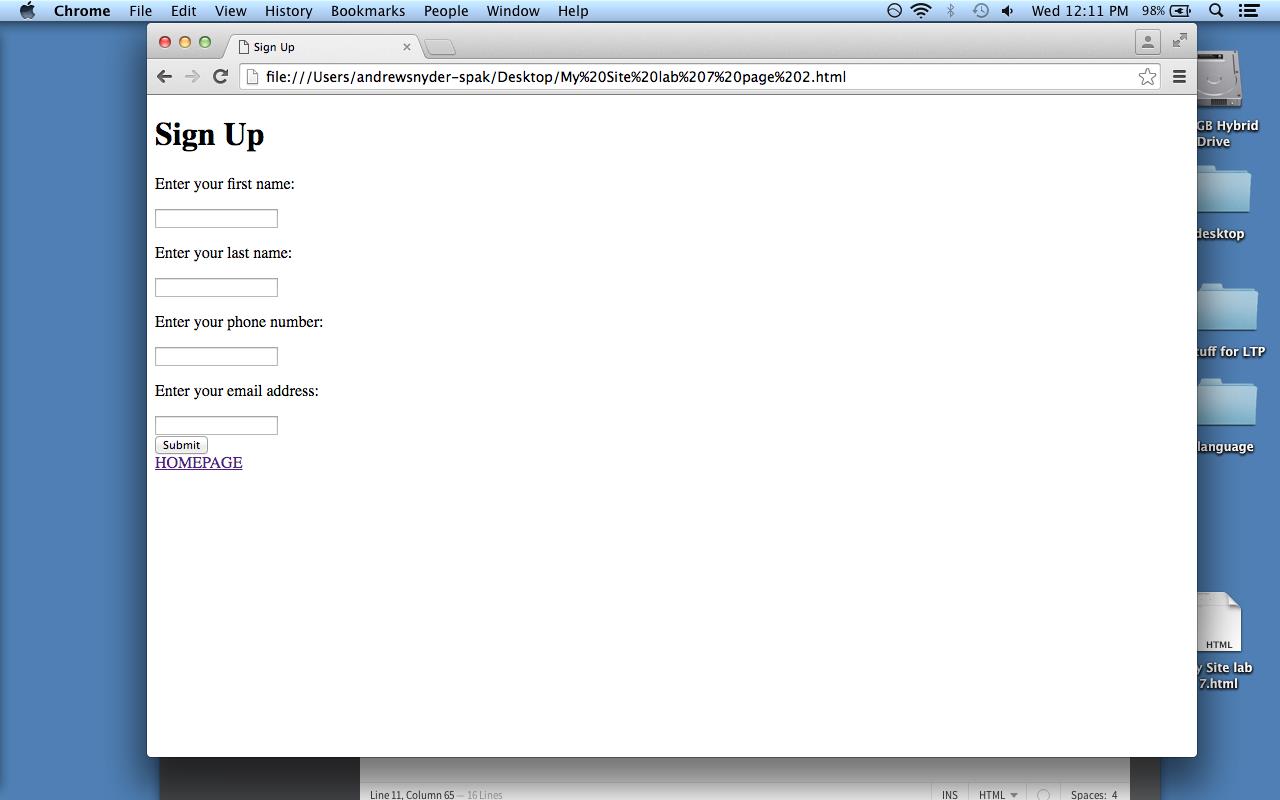 Chrome File Edit View History Bookmarks People Window Help Wed 12:11 PM 98%
Sign Up
file:///Users/andrewsnyder-spak/Desktop/My%20Site%20lab%207%20page%202.html
Sign Up
Enter your first name:
Enter your last name:
Enter your phone number:
Enter your email address:
Submit
HOMEPAGE
GB Hybrid
Drive
desktop
tuff for LTP
language
HTML
y Site lab
7.html
Line 11, Column 65 — 16 Lines INS HTML Spaces: 4